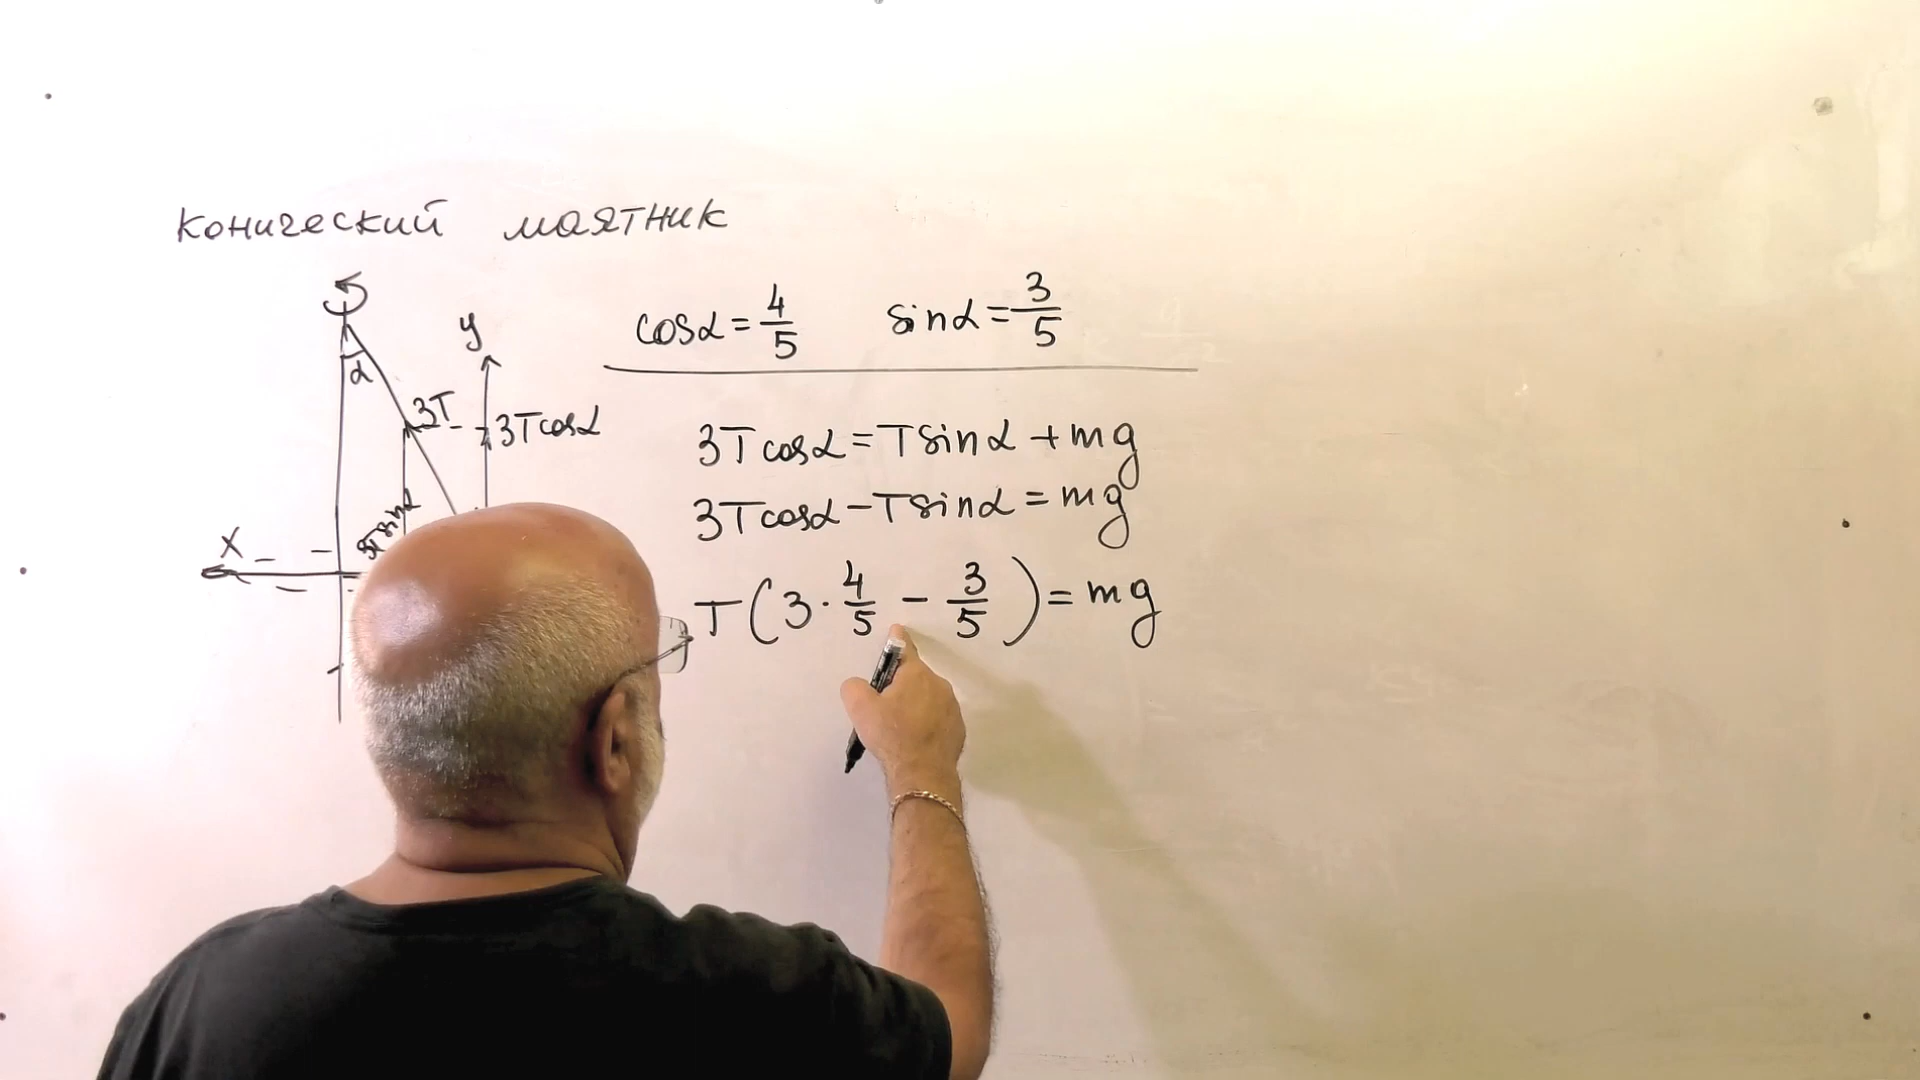 Конический маятник
cosα = 4/5 sinα = 3/5
y
α
3T
3Tcosα
3Tsinα
x
3Tcosα = Tsinα + mg
3Tcosα − Tsinα = mg
T(3 · 4/5 − 3/5) = mg